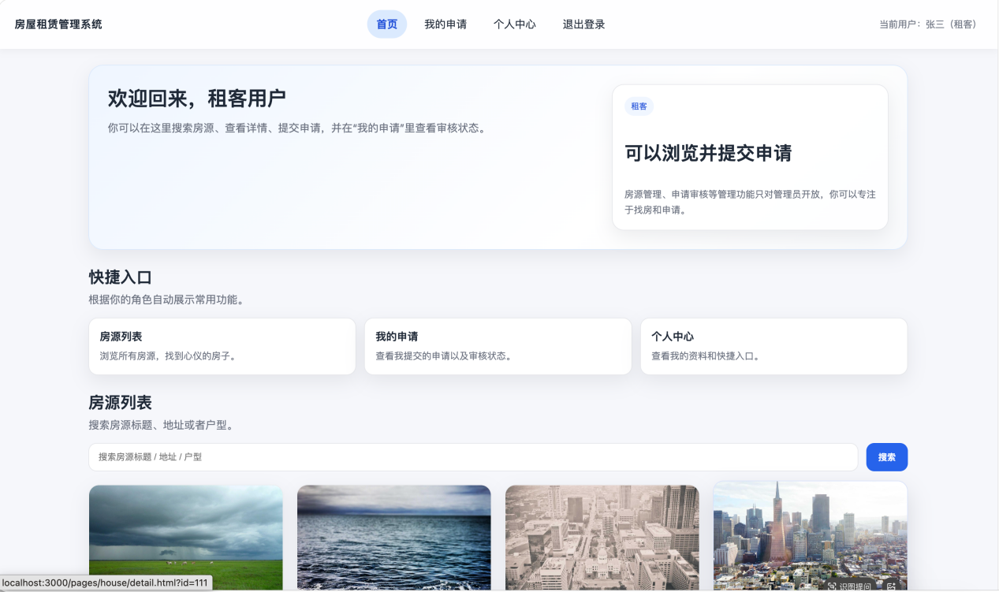 房屋租赁管理系统
首页
我的申请
个人中心
退出登录
当前用户：张三（租客）
欢迎回来，租客用户
你可以在这里搜索房源、查看详情、提交申请，并在“我的申请”里查看审核状态。
租客
可以浏览并提交申请
房源管理、申请审核等管理功能只对管理员开放，你可以专注
于找房和申请。
快捷入口
根据你的角色自动展示常用功能。
房源列表
浏览所有房源，找到心仪的房子。
我的申请
查看我提交的申请以及审核状态。
个人中心
查看我的资料和快捷入口。
房源列表
搜索房源标题、地址或者户型。
搜索房源标题 / 地址 / 户型
搜索
识图提问
localhost:3000/pages/house/detail.html?id=111